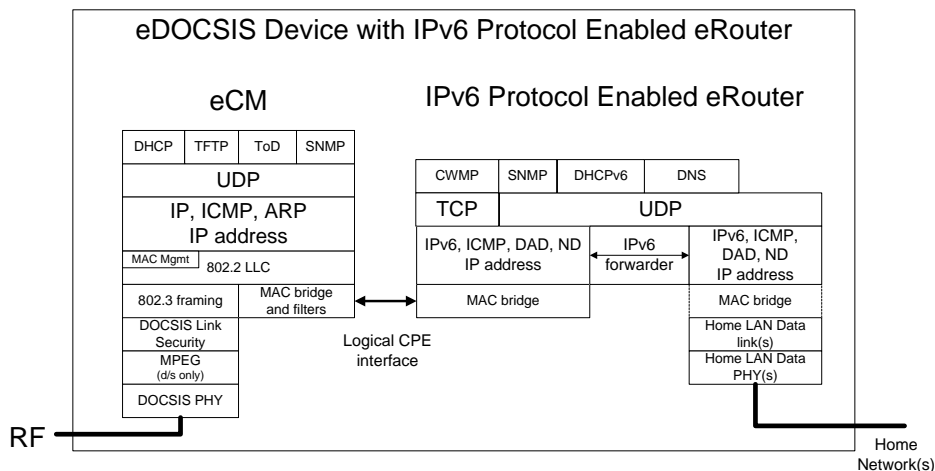 eDOCSIS Device with IPv6 Protocol Enabled eRouter
eCM
IPv6 Protocol Enabled eRouter
DHCP
TFTP
ToD
SNMP
UDP
IP, ICMP, ARP
IP address
MAC Mgmt
802.2 LLC
802.3 framing
MAC bridge
and filters
DOCSIS Link
Security
MPEG
(d/s only)
DOCSIS PHY
RF
Logical CPE
interface
CWMP
SNMP
DHCPv6
DNS
TCP
UDP
IPv6, ICMP, DAD, ND
IP address
IPv6
forwarder
IPv6, ICMP,
DAD, ND
IP address
MAC bridge
MAC bridge
Home LAN Data
link(s)
Home LAN Data
PHY(s)
Home
Network(s)